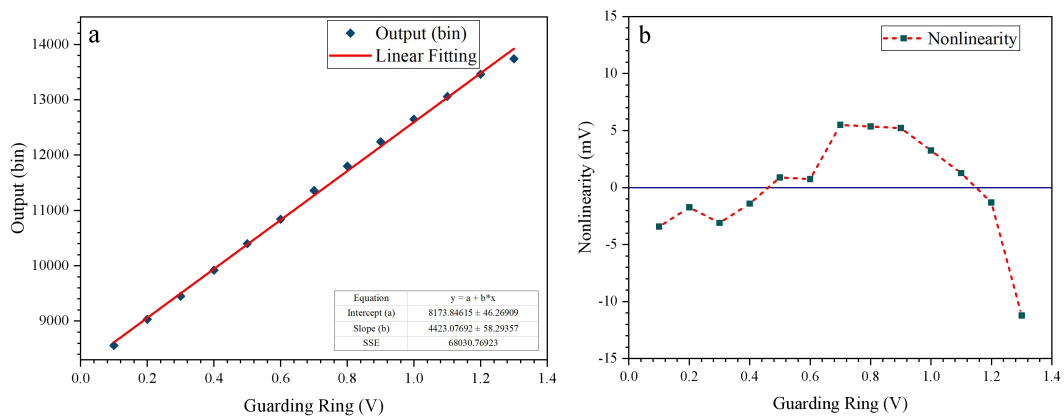 a
Output (bin)
Linear Fitting
14000
13000
12000
11000
10000
9000
Output (bin)
Equation y = a + b*x
Intercept (a) 8173.84615 ± 46.26909
Slope (b) 4423.07692 ± 58.29357
SSE 68030.76923
0.0 0.2 0.4 0.6 0.8 1.0 1.2 1.4
Guarding Ring (V)
b
Nonlinearity
15
10
5
0
-5
-10
-15
Nonlinearity (mV)
0.0 0.2 0.4 0.6 0.8 1.0 1.2 1.4
Guarding Ring (V)